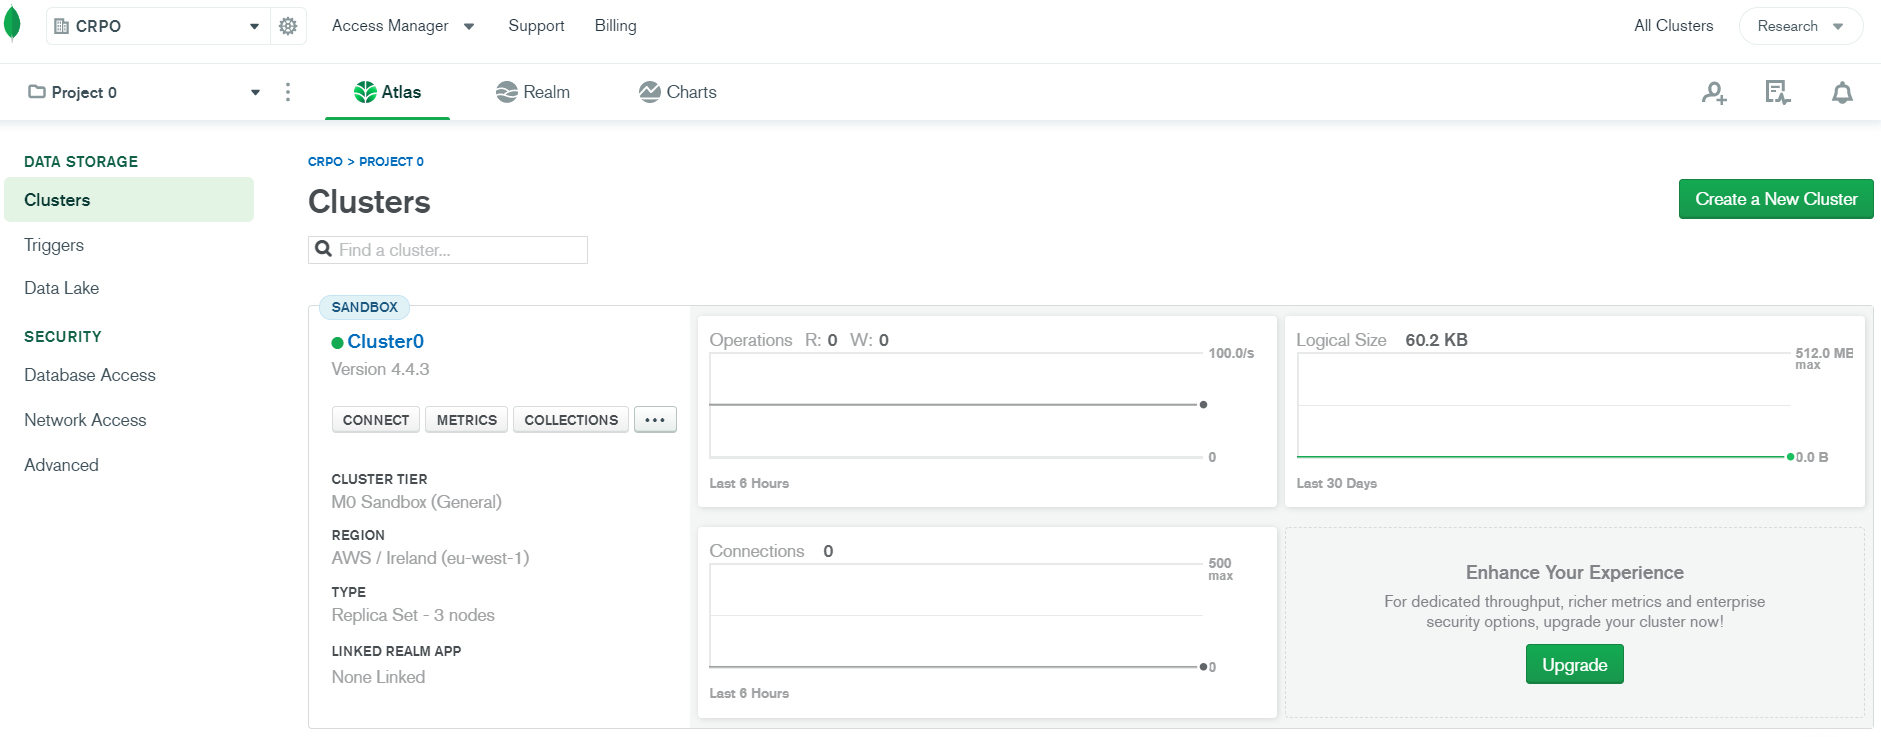 CRPO
Access Manager
Support
Billing
All Clusters
Research
Project 0
Atlas
Realm
Charts
DATA STORAGE
Clusters
Triggers
Data Lake
SECURITY
Database Access
Network Access
Advanced
CRPO > PROJECT 0
Clusters
Create a New Cluster
Find a cluster...
SANDBOX
Cluster0
Version 4.4.3
CONNECT
METRICS
COLLECTIONS
...
CLUSTER TIER
M0 Sandbox (General)
REGION
AWS / Ireland (eu-west-1)
TYPE
Replica Set - 3 nodes
LINKED REALM APP
None Linked
Operations R: 0 W: 0
100.0/s
0
Last 6 Hours
Logical Size 60.2 KB
512.0 MB
max
0.0 B
Last 30 Days
Connections 0
500
max
0
Last 6 Hours
Enhance Your Experience
For dedicated throughput, richer metrics and enterprise
security options, upgrade your cluster now!
Upgrade